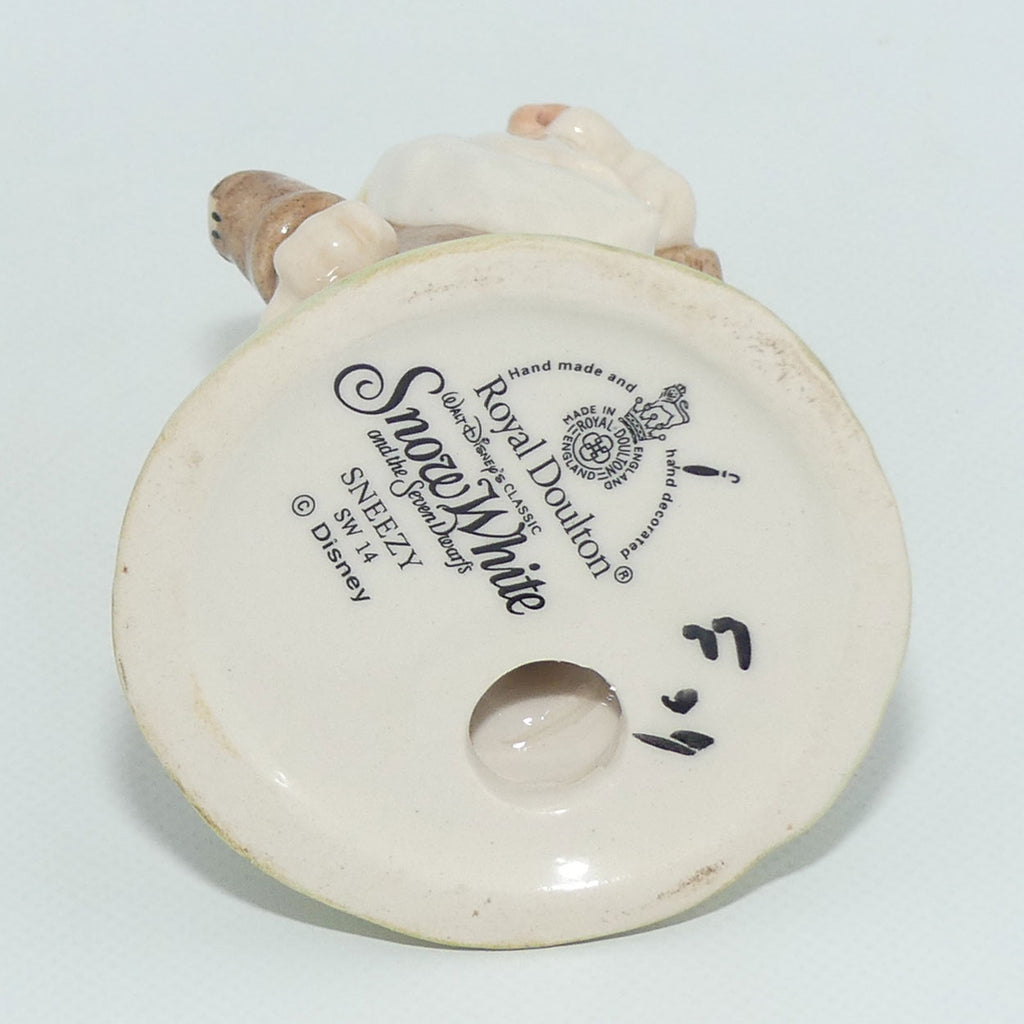 Hand made and
hand decorated
MADE IN
ENGLAND
ROYAL·DOULTON
ENGLAND
Royal Doulton®
WALT DISNEY'S CLASSIC
Snow White
and the Seven Dwarfs
SNEEZY
SW 14
© Disney